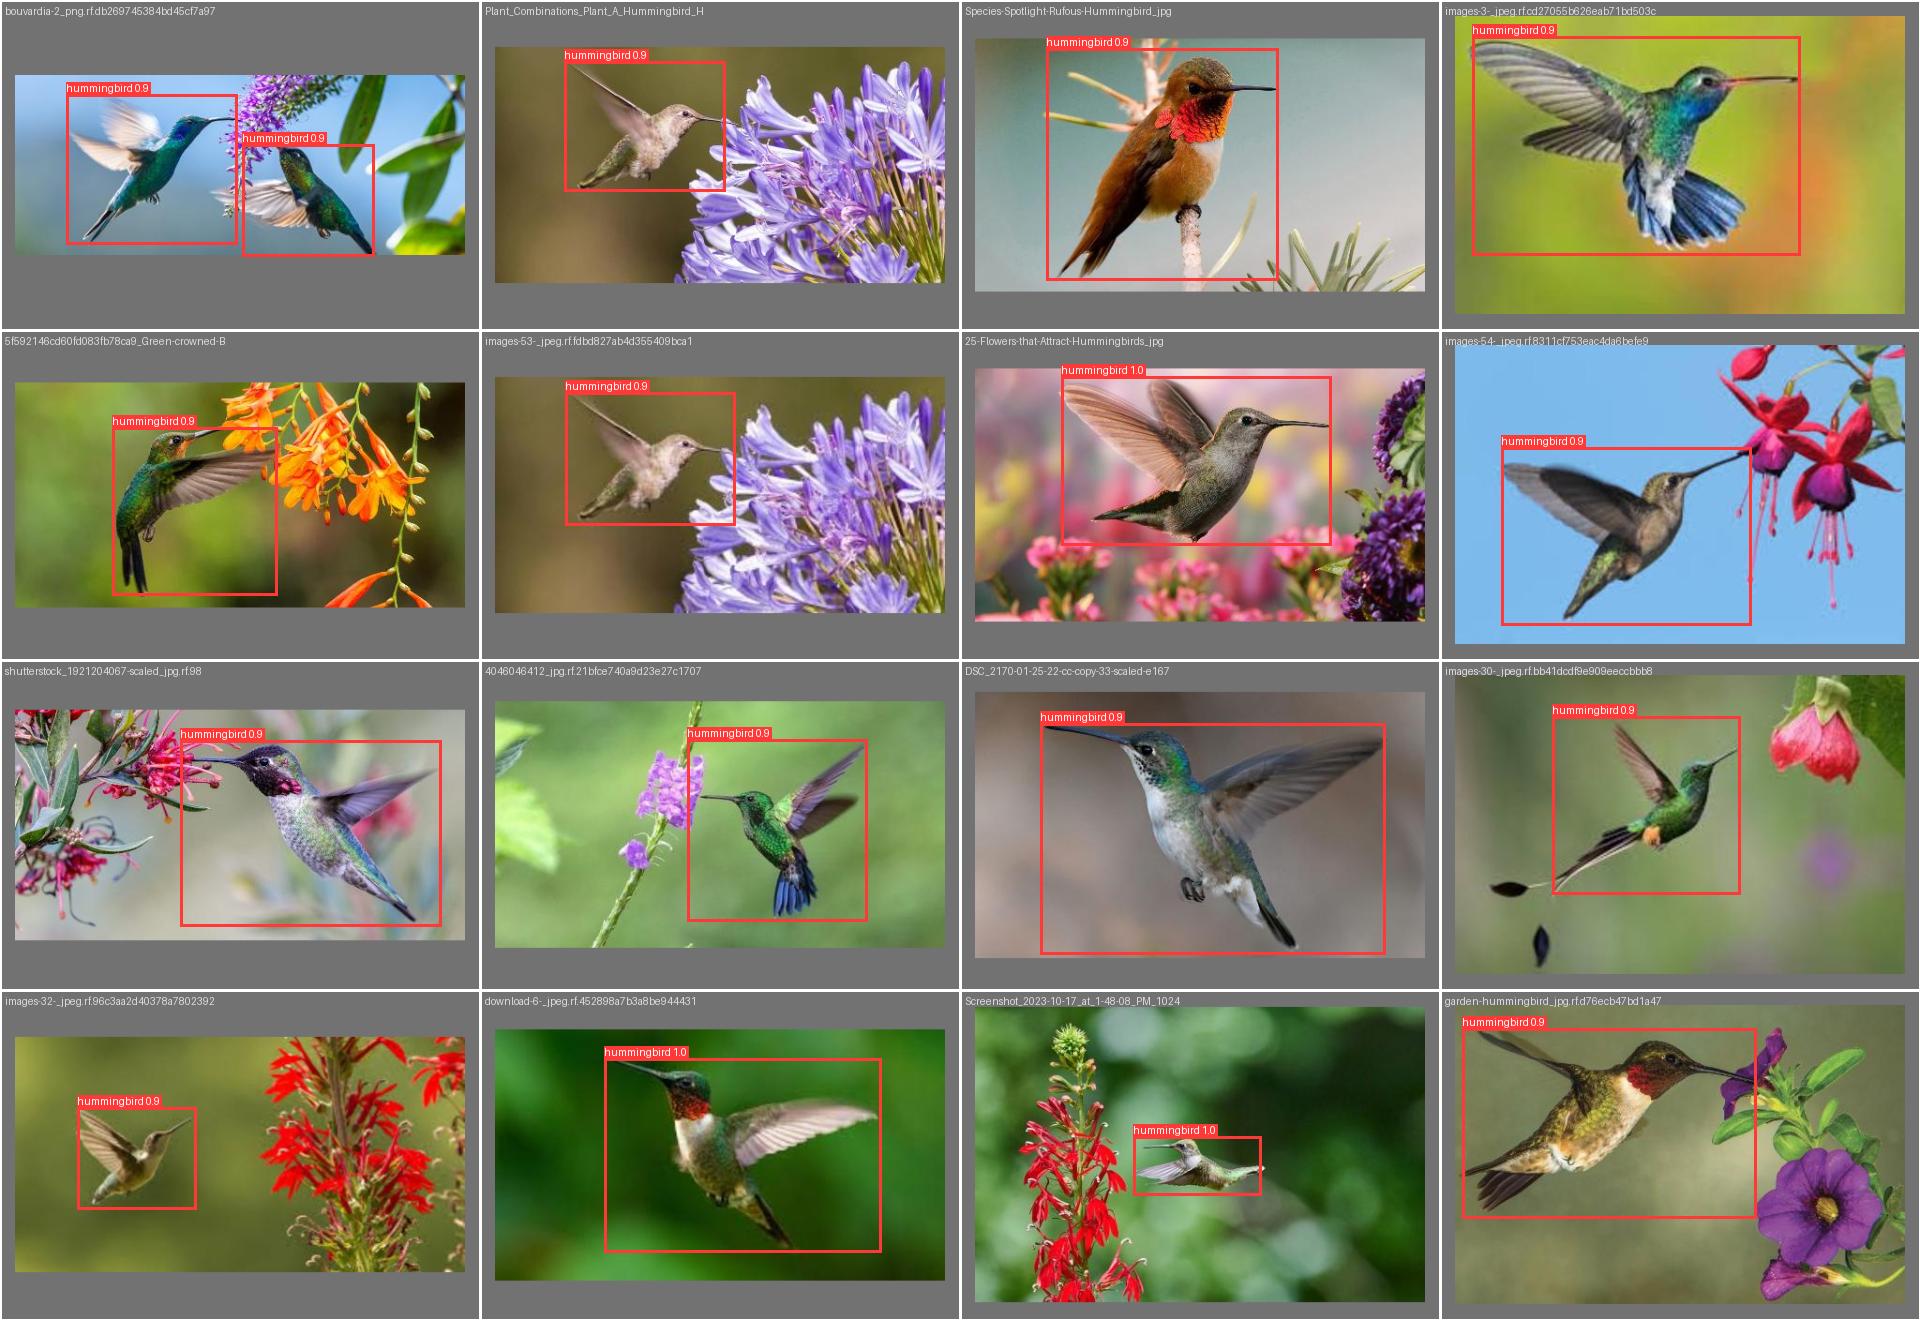 bouvardia-2_png.rf.db269745384bd45cf7a97
hummingbird 0.9
hummingbird 0.9
Plant_Combinations_Plant_A_Hummingbird_H
hummingbird 0.9
Species-Spotlight-Rufous-Hummingbird_jpg
hummingbird 0.9
images-3-_jpeg.rf.cd27055b626eab71bd503c
hummingbird 0.9
5f592146cd60fd083fb78ca9_Green-crowned-B
hummingbird 0.9
images-53-_jpeg.rf.fdbd827ab4d355409bca1
hummingbird 0.9
25-Flowers-that-Attract-Hummingbirds_jpg
hummingbird 1.0
images-54-_jpeg.rf.8311cf753eac4da6befe9
hummingbird 0.9
shutterstock_1921204067-scaled_jpg.rf.98
hummingbird 0.9
4046046412_jpg.rf.21bfce740a9d23e27c1707
hummingbird 0.9
DSC_2170-01-25-22-cc-copy-33-scaled-e167
hummingbird 0.9
images-30-_jpeg.rf.bb41dcdf9e909eeccbbb8
hummingbird 0.9
images-32-_jpeg.rf.96c3aa2d40378a7802392
hummingbird 0.9
download-6-_jpeg.rf.452898a7b3a8be944431
hummingbird 1.0
Screenshot_2023-10-17_at_1-48-08_PM_1024
hummingbird 1.0
garden-hummingbird_jpg.rf.d76ecb47bd1a47
hummingbird 0.9